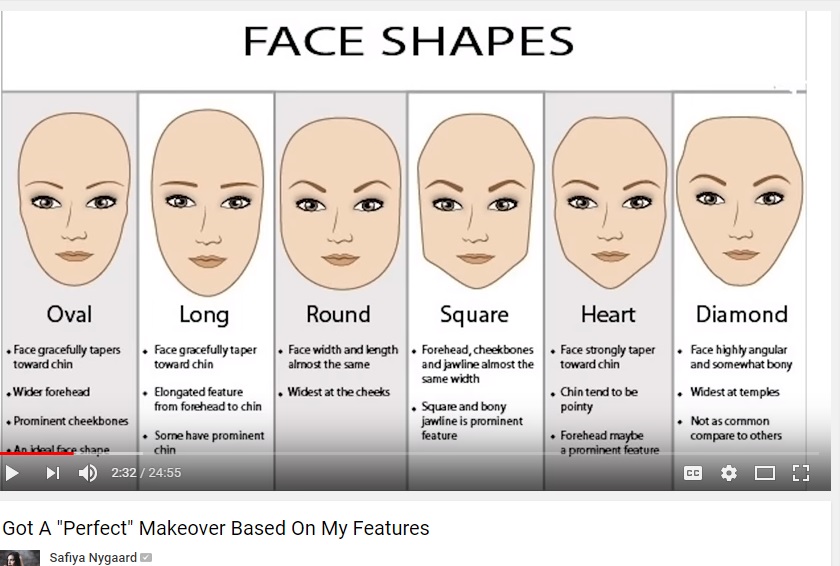 FACE SHAPES
Oval
• Face gracefully tapers
toward chin
• Wider forehead
• Prominent cheekbones
• An ideal face shape
Long
• Face gracefully taper
toward chin
• Elongated feature
from forehead to chin
• Some have prominent
chin
Round
• Face width and length
almost the same
• Widest at the cheeks
Square
• Forehead, cheekbones
and jawline almost the
same width
• Square and bony
jawline is prominent
feature
Heart
• Face strongly taper
toward chin
• Chin tend to be
pointy
• Forehead maybe
a prominent feature
Diamond
• Face highly angular
and somewhat bony
• Widest at temples
• Not as common
compare to others
2:32 / 24:55
CC
Got A "Perfect" Makeover Based On My Features
Safiya Nygaard